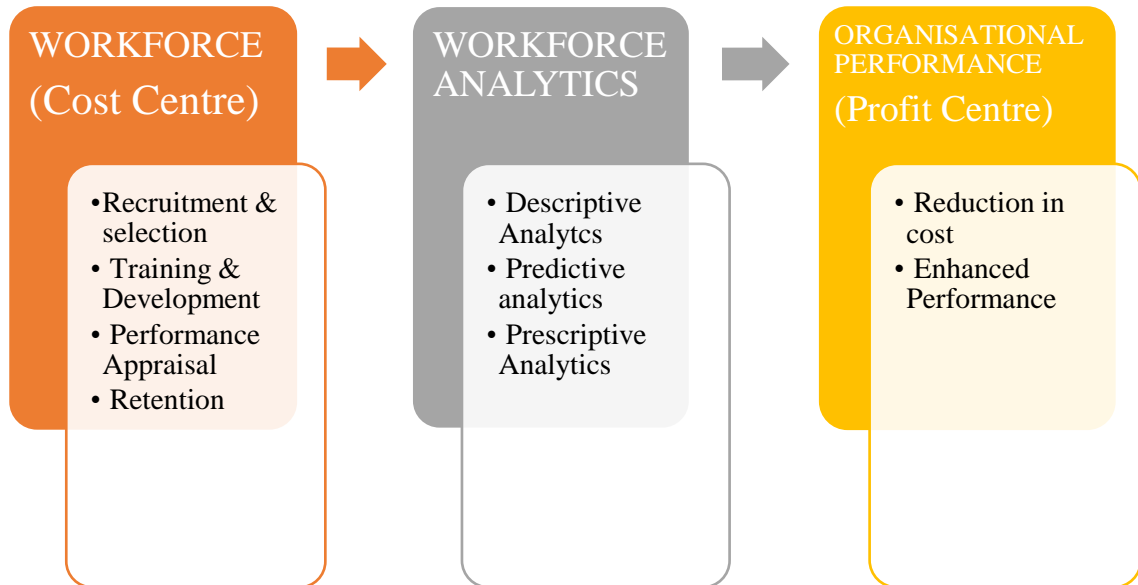 WORKFORCE
(Cost Centre)
•Recruitment &
selection
• Training &
Development
• Performance
Appraisal
• Retention
WORKFORCE
ANALYTICS
• Descriptive
Analytcs
• Predictive
analytics
• Prescriptive
Analytics
ORGANISATIONAL
PERFORMANCE
(Profit Centre)
• Reduction in
cost
• Enhanced
Performance